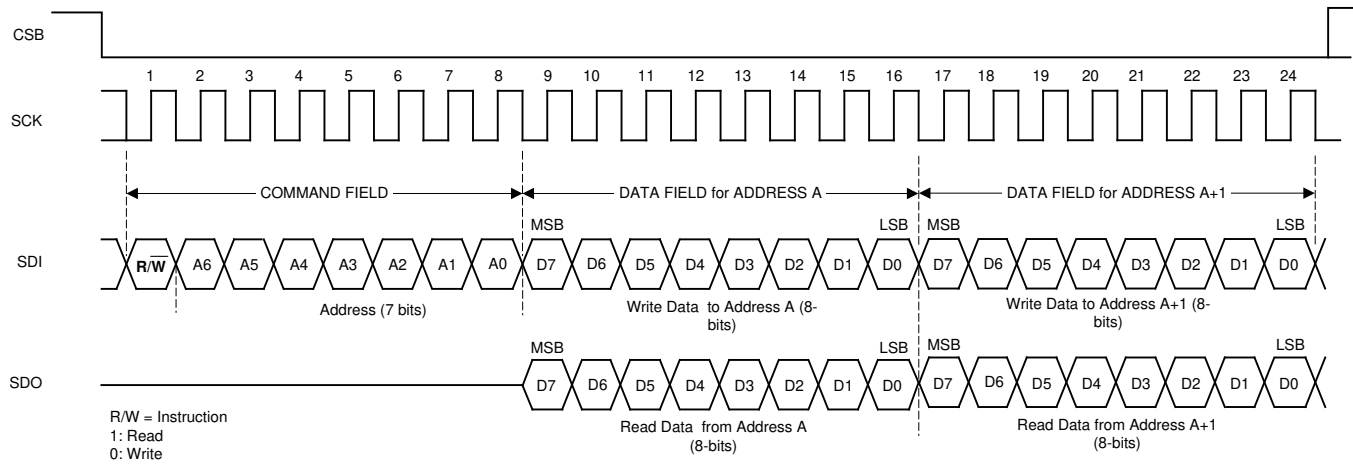 CSB
1 2 3 4 5 6 7 8 9 10 11 12 13 14 15 16 17 18 19 20 21 22 23 24
SCK
COMMAND FIELD DATA FIELD for ADDRESS A DATA FIELD for ADDRESS A+1
MSB LSB MSB LSB
SDI R/W̅ A6 A5 A4 A3 A2 A1 A0 D7 D6 D5 D4 D3 D2 D1 D0 D7 D6 D5 D4 D3 D2 D1 D0
Address (7 bits) Write Data to Address A (8-
bits)
Write Data to Address A+1 (8-
bits)
MSB LSB MSB LSB
SDO D7 D6 D5 D4 D3 D2 D1 D0 D7 D6 D5 D4 D3 D2 D1 D0
Read Data from Address A
(8-bits)
Read Data from Address A+1
(8-bits)
R/W = Instruction
1: Read
0: Write